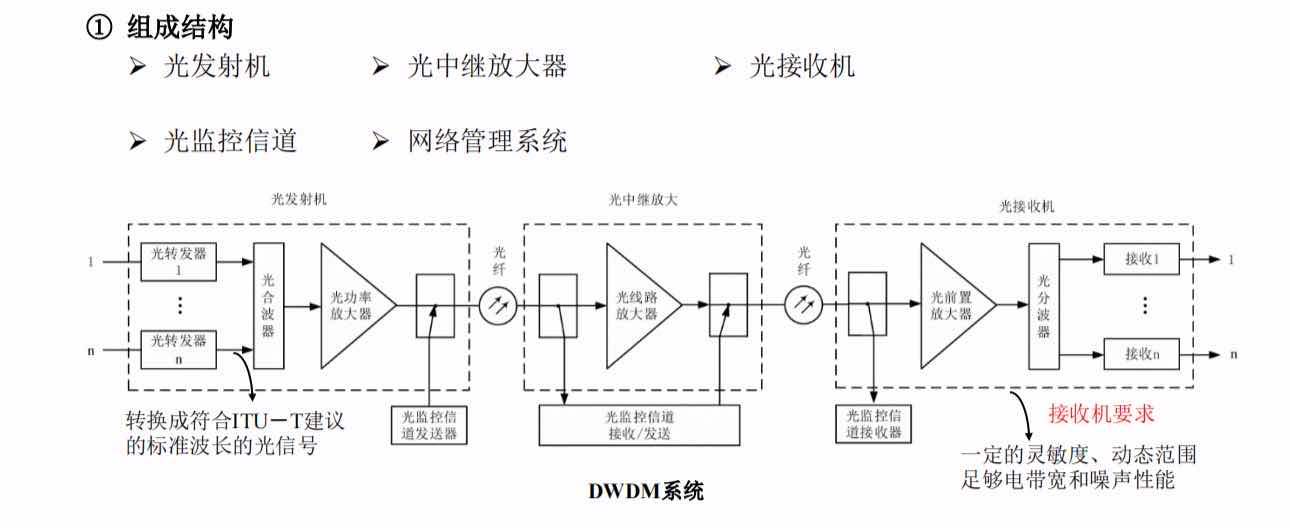 ① 组成结构
➢ 光发射机 ➢ 光中继放大器 ➢ 光接收机
➢ 光监控信道 ➢ 网络管理系统
光发射机
光中继放大
光接收机
1
光转发器
1
⋮
n
光转发器
n
光合波器
光功率
放大器
光纤
光线路
放大器
光纤
光前置
放大器
光分波器
接收1
1
⋮
接收n
n
转换成符合ITU－T建议
的标准波长的光信号
光监控信
道发送器
光监控信道
接收/发送
光监控信
道接收器
接收机要求
一定的灵敏度、动态范围
足够电带宽和噪声性能
DWDM系统